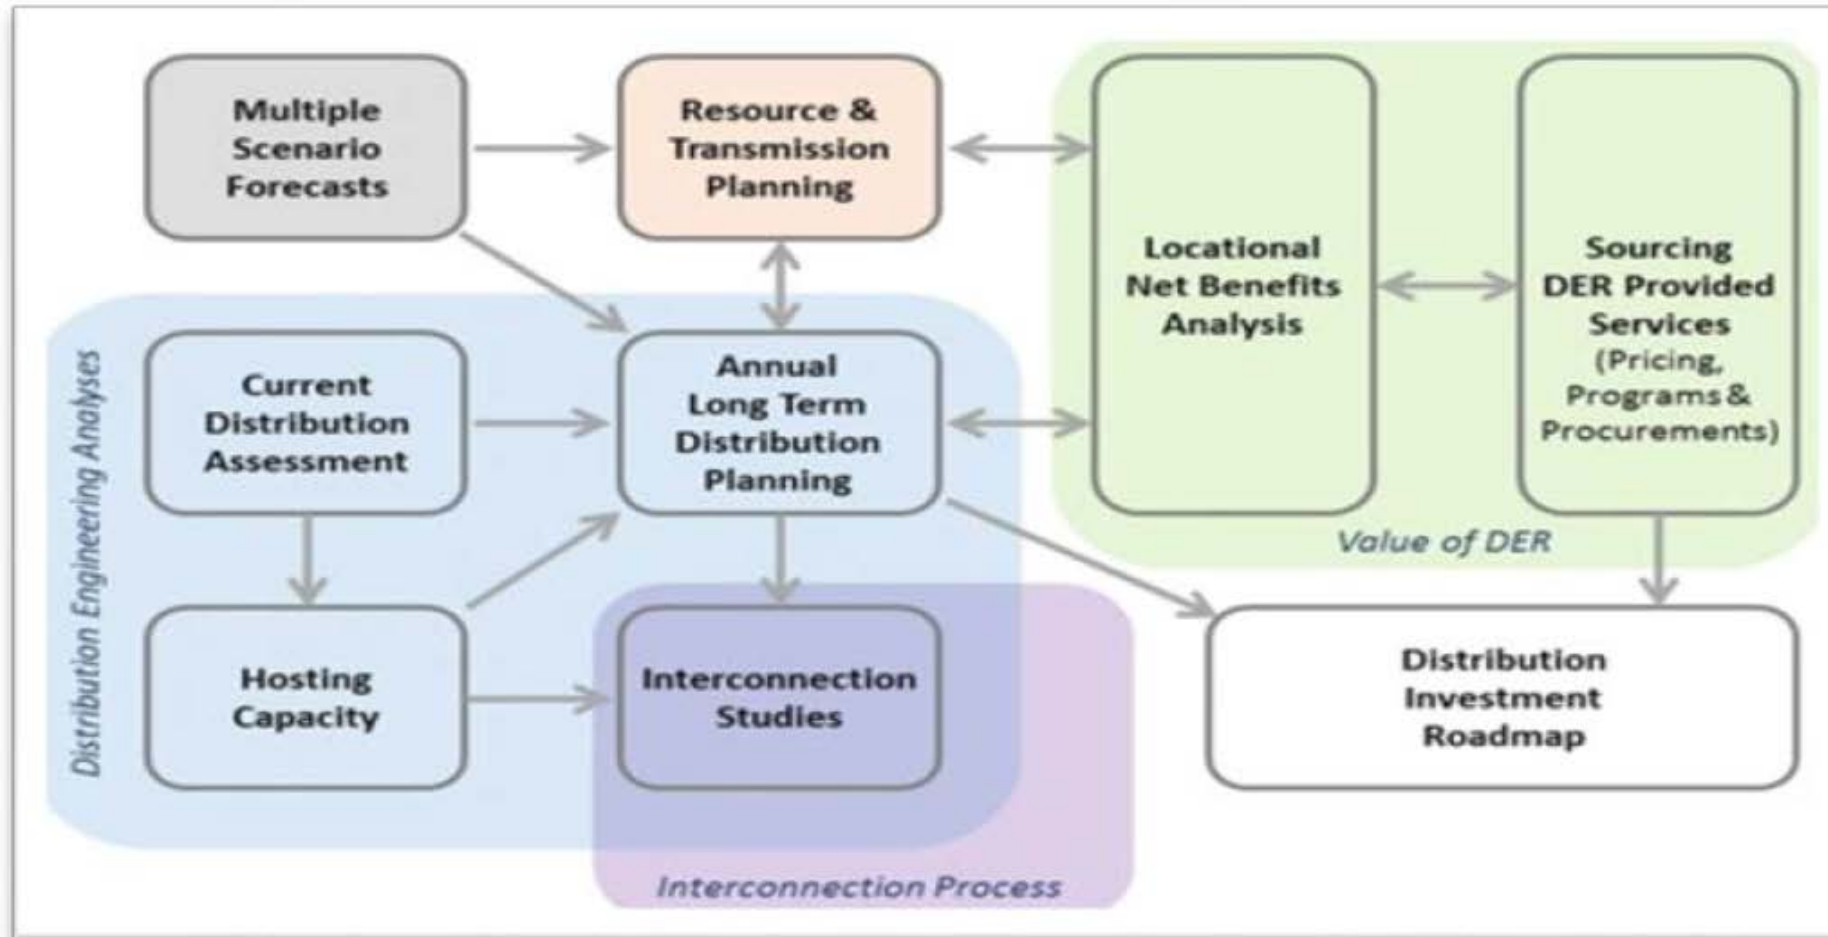 Multiple
Scenario
Forecasts
Resource &
Transmission
Planning
Locational
Net Benefits
Analysis
Sourcing
DER Provided
Services
(Pricing,
Programs &
Procurements)
Value of DER
Distribution Engineering Analyses
Current
Distribution
Assessment
Annual
Long Term
Distribution
Planning
Hosting
Capacity
Interconnection
Studies
Interconnection Process
Distribution
Investment
Roadmap